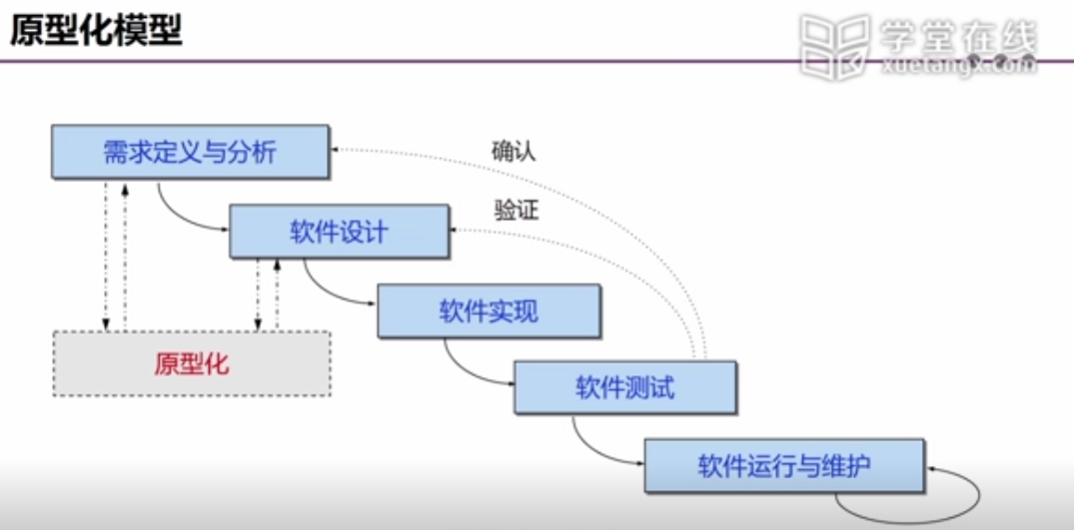 原型化模型
学堂在线
xuetangx.com
需求定义与分析
确认
验证
软件设计
软件实现
原型化
软件测试
软件运行与维护